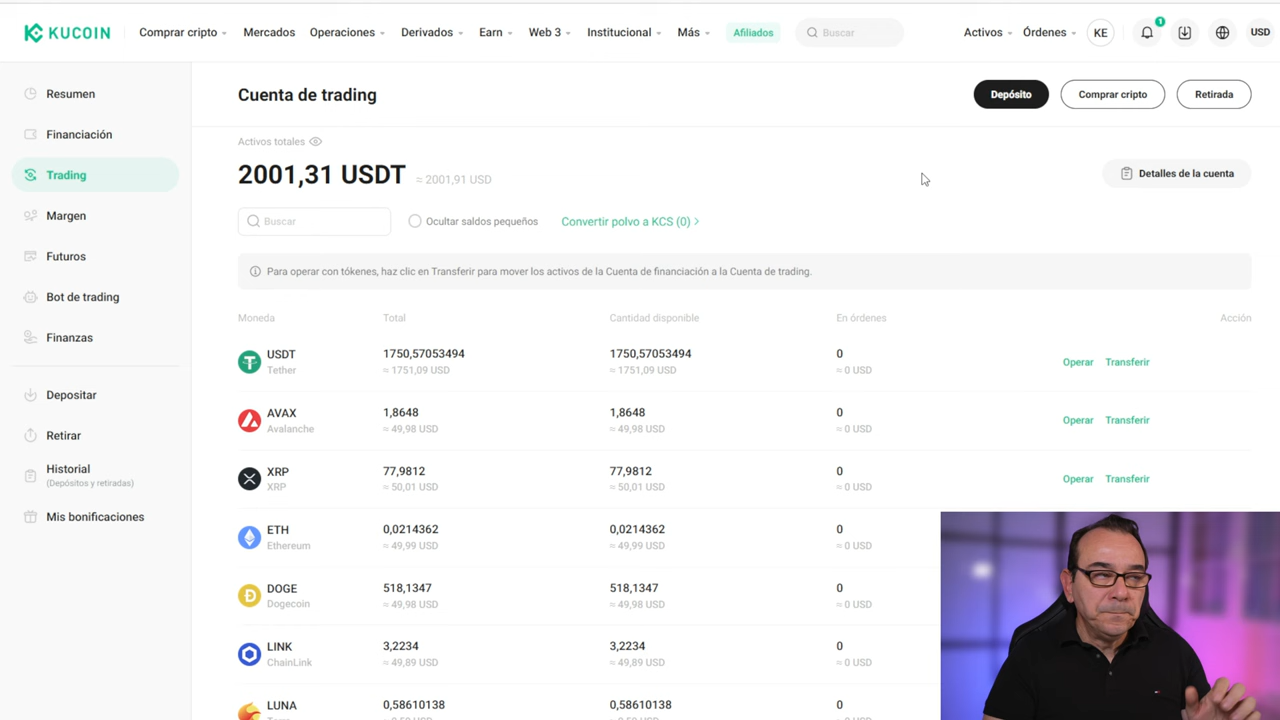 KUCOIN
Comprar cripto
Mercados
Operaciones
Derivados
Earn
Web 3
Institucional
Más
Afiliados
Buscar
Activos
Órdenes
KE
1
USD
Resumen
Financiación
Trading
Margen
Futuros
Bot de trading
Finanzas
Depositar
Retirar
Historial
(Depósitos y retiradas)
Mis bonificaciones
Cuenta de trading
Depósito
Comprar cripto
Retirada
Activos totales
2001,31 USDT ≈ 2001,91 USD
Detalles de la cuenta
Buscar
Ocultar saldos pequeños
Convertir polvo a KCS (0) >
Para operar con tókenes, haz clic en Transferir para mover los activos de la Cuenta de financiación a la Cuenta de trading.
Moneda Total Cantidad disponible En órdenes Acción
USDT 1750,57053494 1750,57053494 0
Tether ≈ 1751,09 USD ≈ 1751,09 USD ≈ 0 USD
Operar Transferir
AVAX 1,8648 1,8648 0
Avalanche ≈ 49,98 USD ≈ 49,98 USD ≈ 0 USD
Operar Transferir
XRP 77,9812 77,9812 0
XRP ≈ 50,01 USD ≈ 50,01 USD ≈ 0 USD
Operar Transferir
ETH 0,0214362 0,0214362 0
Ethereum ≈ 49,99 USD ≈ 49,99 USD ≈ 0 USD
DOGE 518,1347 518,1347 0
Dogecoin ≈ 49,98 USD ≈ 49,98 USD ≈ 0 USD
LINK 3,2234 3,2234 0
ChainLink ≈ 49,89 USD ≈ 49,89 USD ≈ 0 USD
LUNA 0,58610138 0,58610138 0